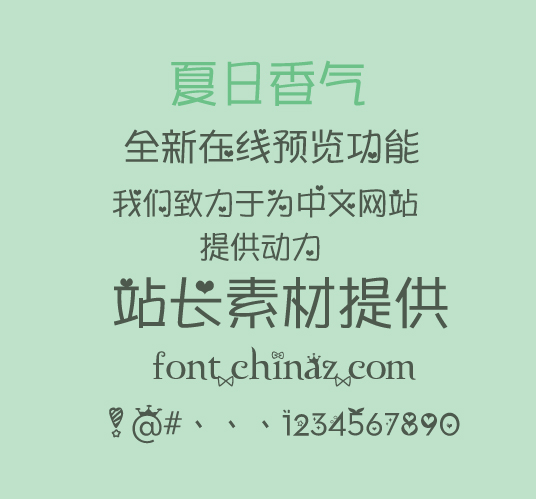 夏日香气
全新在线预览功能
我们致力于为中文网站
提供动力
站长素材提供
font.chinaz.com
!@#、、、1234567890